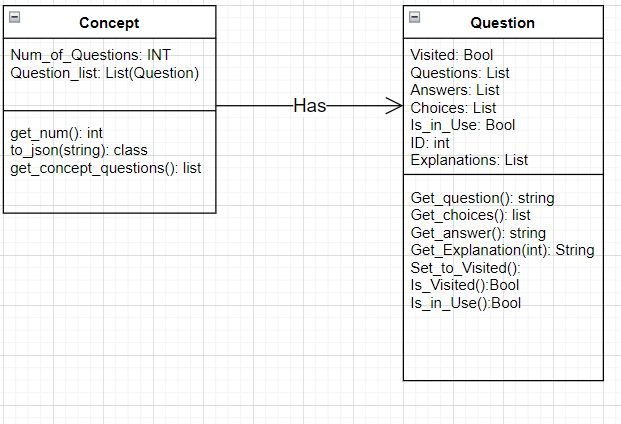 Concept
Num_of_Questions: INT
Question_list: List(Question)
get_num(): int
to_json(string): class
get_concept_questions(): list
Has
Question
Visited: Bool
Questions: List
Answers: List
Choices: List
Is_in_Use: Bool
ID: int
Explanations: List
Get_question(): string
Get_choices(): list
Get_answer(): string
Get_Explanation(int): String
Set_to_Visited():
Is_Visited():Bool
Is_in_Use():Bool